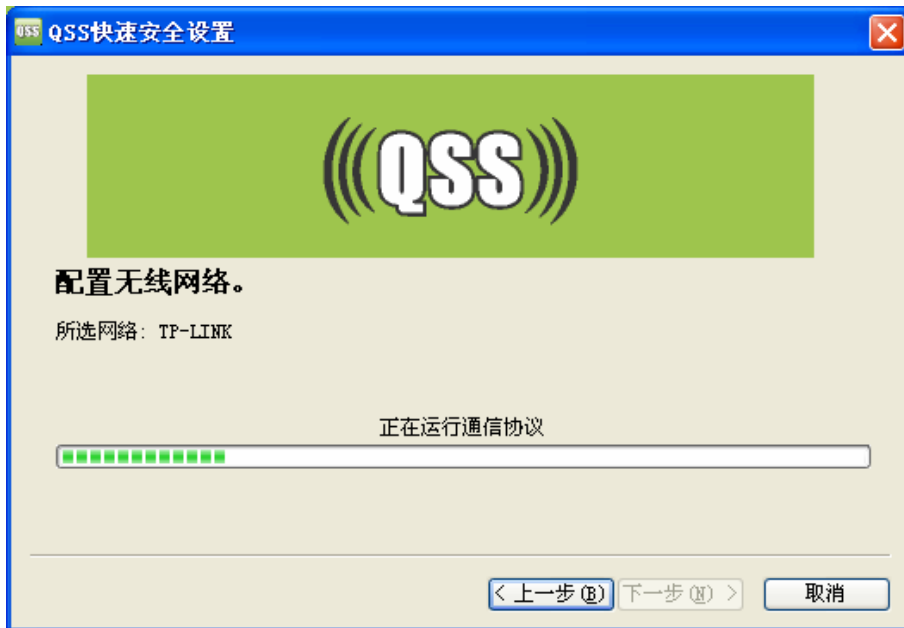 QSS QSS快速安全设置
(((QSS)))
配置无线网络。
所选网络: TP-LINK
正在运行通信协议
< 上一步(B) 下一步(N) > 取消